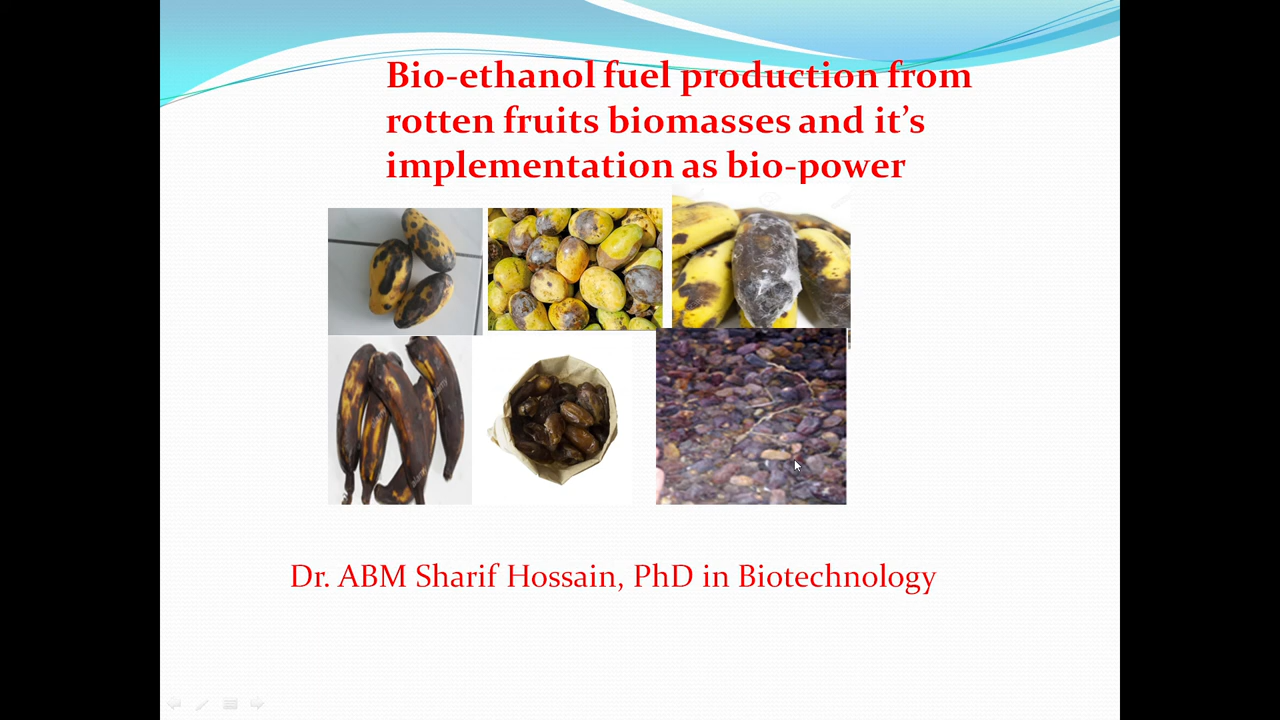 Bio-ethanol fuel production from
rotten fruits biomasses and it’s
implementation as bio-power
Dr. ABM Sharif Hossain, PhD in Biotechnology